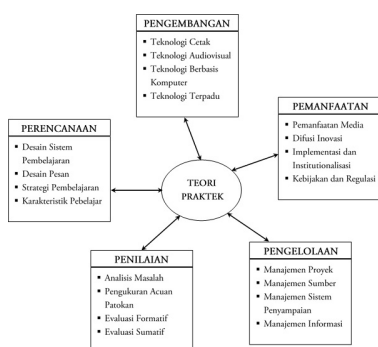 PENGEMBANGAN
▪ Teknologi Cetak
▪ Teknologi Audiovisual
▪ Teknologi Berbasis
Komputer
▪ Teknologi Terpadu
PEMANFAATAN
▪ Pemanfaatan Media
▪ Difusi Inovasi
▪ Implementasi dan
Institutionalisasi
▪ Kebijakan dan Regulasi
PERENCANAAN
▪ Desain Sistem
Pembelajaran
▪ Desain Pesan
▪ Strategi Pembelajaran
▪ Karakteristik Pebelajar
TEORI
PRAKTEK
PENILAIAN
▪ Analisis Masalah
▪ Pengukuran Acuan
Patokan
▪ Evaluasi Formatif
▪ Evaluasi Sumatif
PENGELOLAAN
▪ Manajemen Proyek
▪ Manajemen Sumber
▪ Manajemen Sistem
Penyampaian
▪ Manajemen Informasi